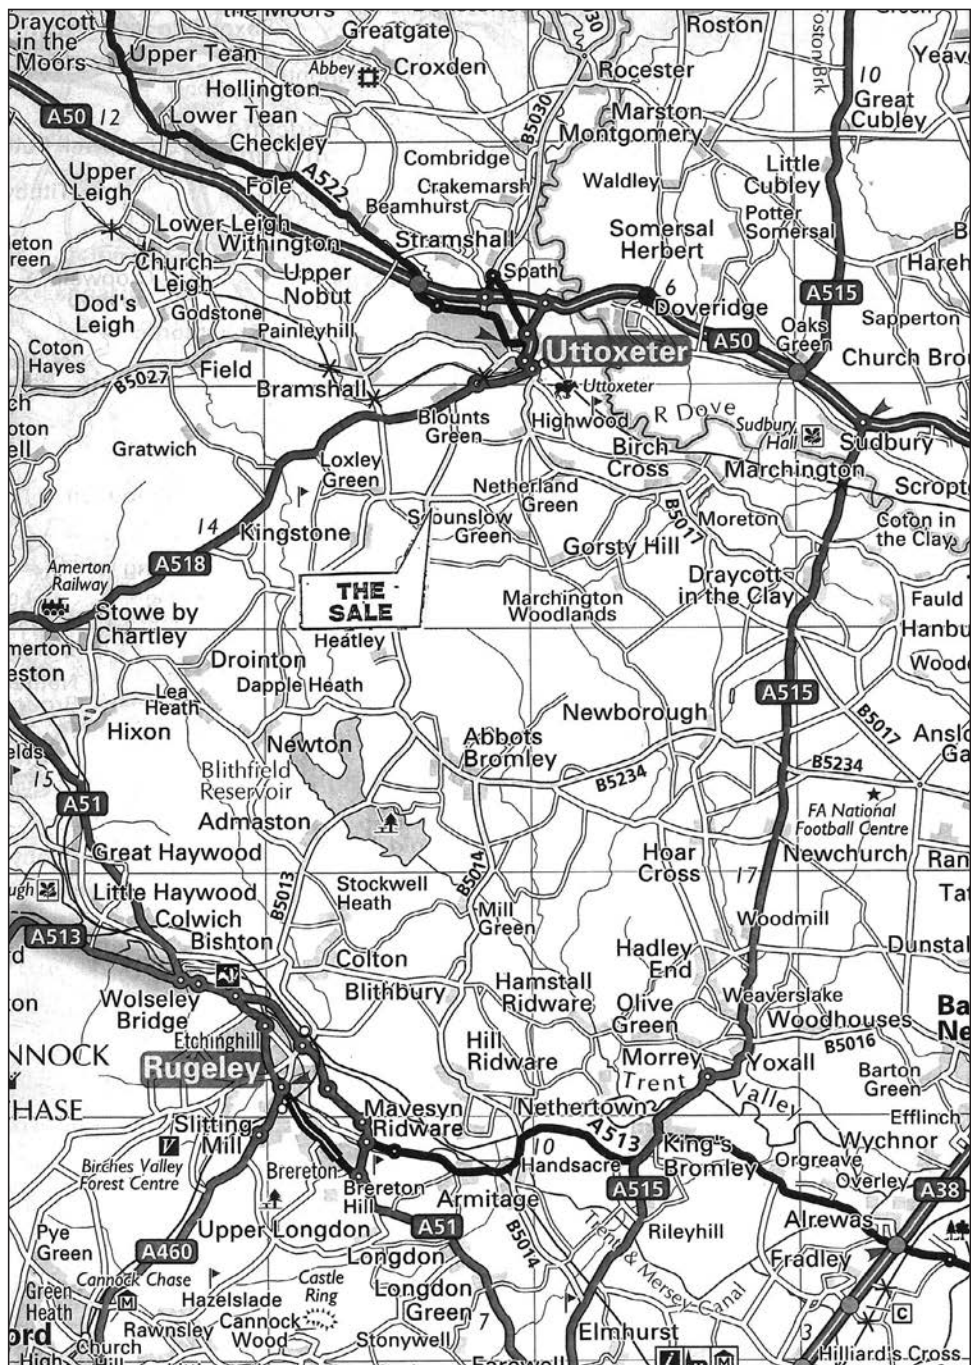 Draycott
in the
Moors
the Moors
Greatgate
Roston
Upper Tean
Abbey
Croxden
Rocester
B5030
10
Great
Cubley
Hollington
A50
12
Lower Tean
Checkley
Marston
Montgomery
Combridge
Upper
Leigh
Fole
A522
Crakemarsh
Beamhurst
Waldley
Little
Cubley
Potter
Somersal
Lower Leigh
Withington
Stramshall
Somersal
Herbert
Church
Leigh
Upper
Nobut
Spath
6
Doveridge
A515
Dod's
Leigh
Godstone
Painleyhill
Oaks
Green
Sapperton
A50
Uttoxeter
Coton
Hayes
B5027
Field
Bramshall
Uttoxeter
Church Bro
Blounts
Green
Highwood
R Dove
Sudbury
Hall
Sudbury
Gratwich
Birch
Cross
Marchington
Loxley
Green
Netherland
Green
B5017
Scropt
Moreton
Coton in
the Clay
14
Kingstone
Gorsty Hill
A518
Amerton
Railway
THE
SALE
Draycott
in the Clay
Marchington
Woodlands
Fauld
Stowe by
Chartley
Heatley
Hanbu
Drointon
Dapple Heath
Lea
Heath
A515
Newborough
B5017
Hixon
Newton
Abbots
Bromley
B5234
B5234
15
Blithfield
Reservoir
A51
Admaston
FA National
Football Centre
Great Haywood
Hoar
Cross
Newchurch
B5014
17
Little Haywood
Stockwell
Heath
B5013
Colwich
Mill
Green
Woodmill
A513
Bishton
Hadley
End
Dunstal
Colton
Blithbury
Hamstall
Ridware
Wolseley
Bridge
Olive
Green
Weaverslake
Woodhouses
B5016
Etchinghill
Hill
Ridware
Morrey
Yoxall
NNOCK
CHASE
Rugeley
Trent
Valley
Barton
Green
Efflinch
Mavesyn
Ridware
Nethertown
Slitting
Mill
A513
King's
Bromley
Wychnor
Orgreave
Overley
Birches Valley
Forest Centre
Brereton
10
Handsacre
A38
Brereton
Hill
Armitage
A515
Pye
Green
Upper Longdon
A51
B5014
Rileyhill
Alrewas
A460
Longdon
Trent & Mersey Canal
Fradley
Cannock Chase
Green
Heath
Hazelslade
Castle
Ring
Longdon
Green
7
C
Rawnsley
Cannock
Wood
Stonywell
Elmhurst
3
Church
Hill
Farewell
Hilliard's Cross